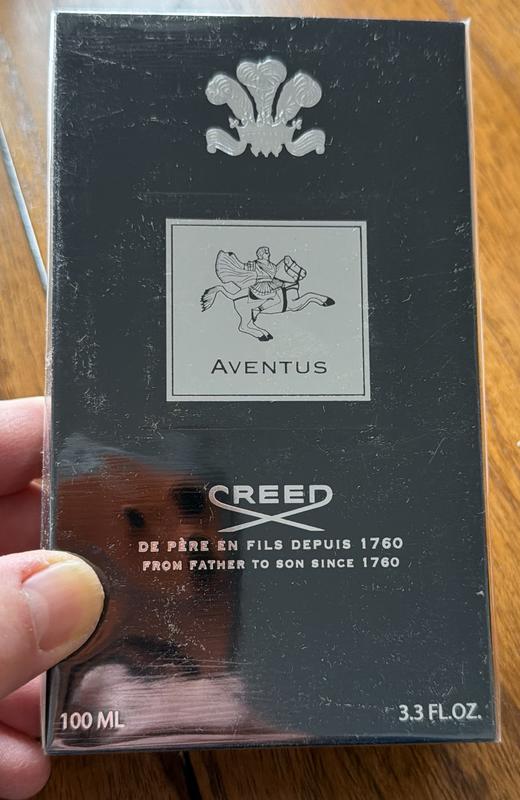 AVENTUS
CREED
DE PÈRE EN FILS DEPUIS 1760
FROM FATHER TO SON SINCE 1760
100 ML
3.3 FL.OZ.